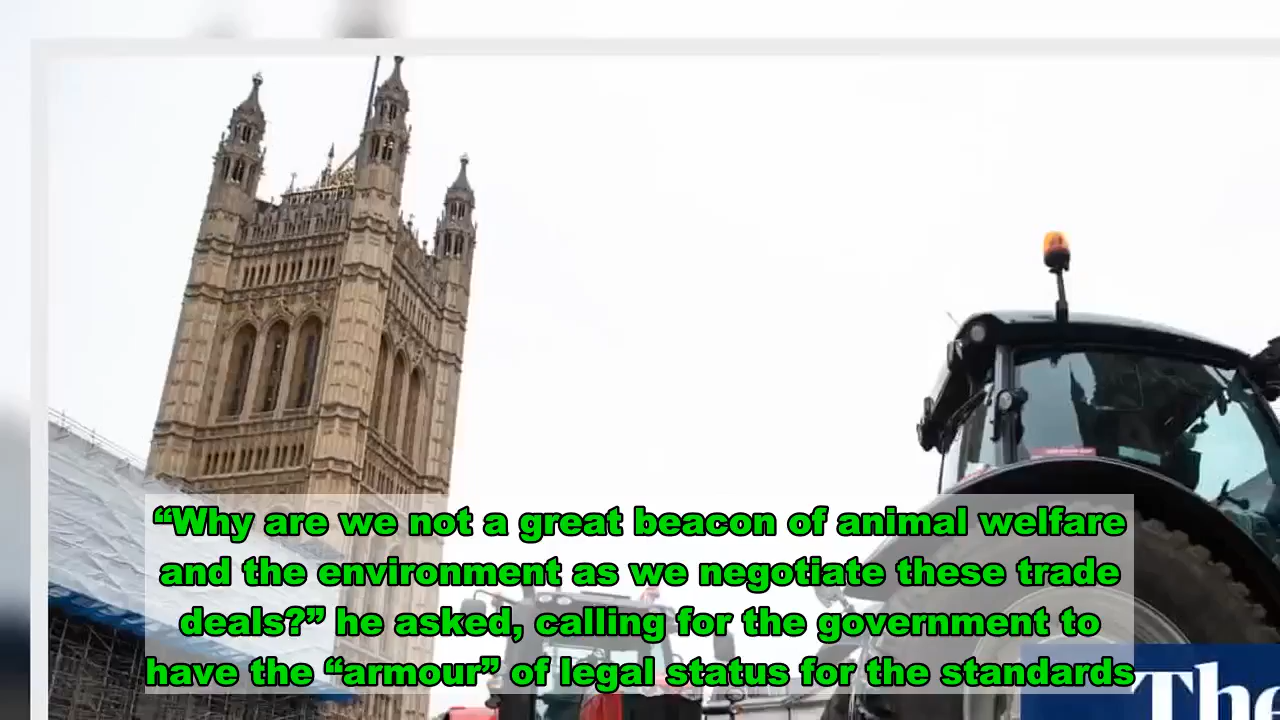 “Why are we not a great beacon of animal welfare
and the environment as we negotiate these trade
deals?” he asked, calling for the government to
have the “armour” of legal status for the standards
The